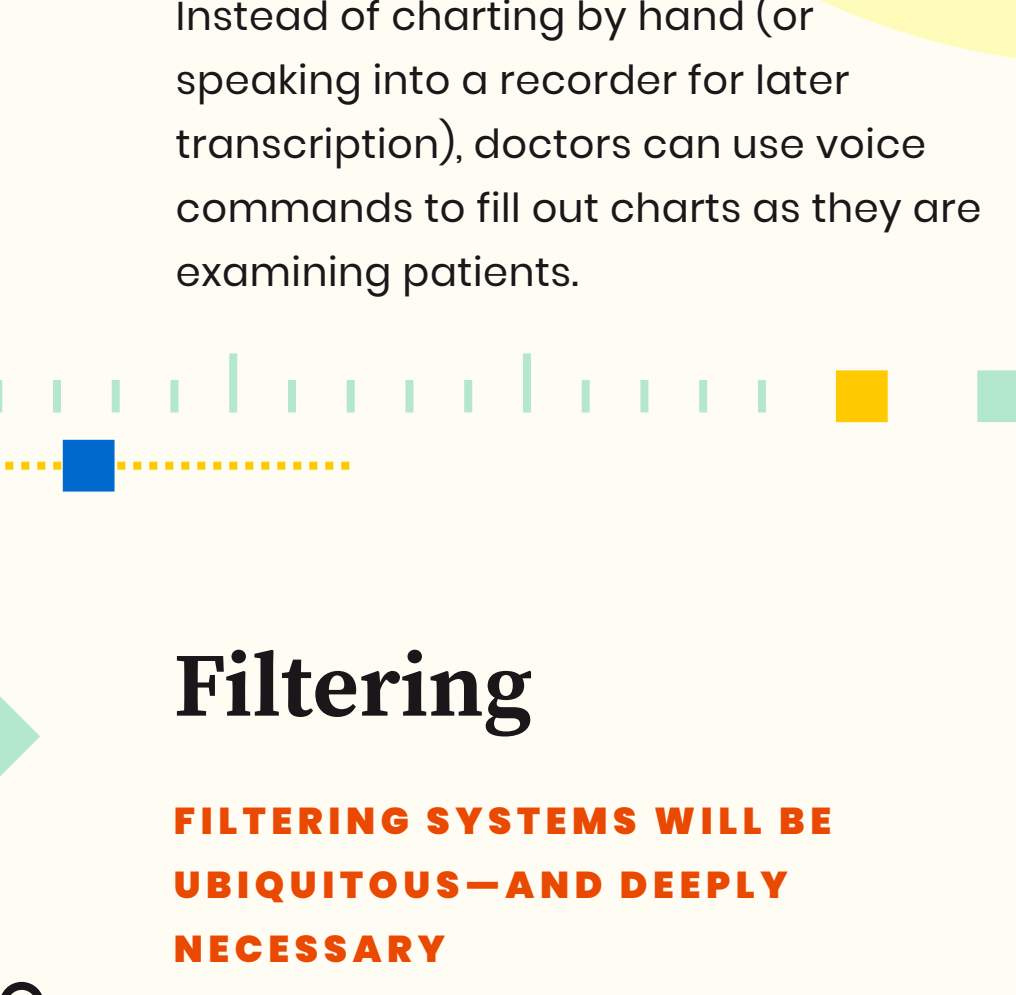 Instead of charting by hand (or
speaking into a recorder for later
transcription), doctors can use voice
commands to fill out charts as they are
examining patients.
Filtering
FILTERING SYSTEMS WILL BE
UBIQUITOUS—AND DEEPLY
NECESSARY